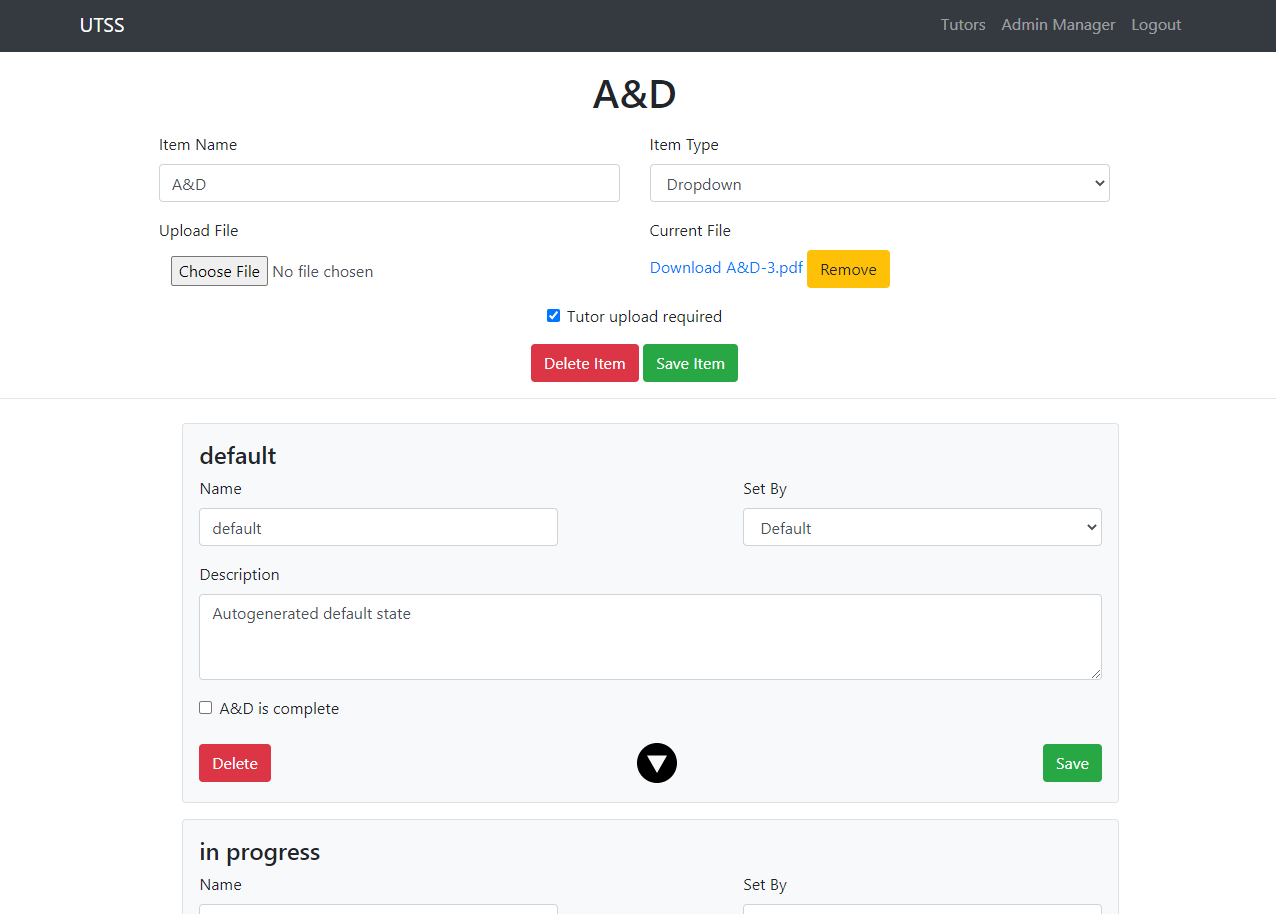 UTSS Tutors Admin Manager Logout
A&D
Item Name Item Type
A&D Dropdown
Upload File Current File
Choose File No file chosen Download A&D-3.pdf Remove
Tutor upload required
Delete Item Save Item
default
Name Set By
default Default
Description
Autogenerated default state
A&D is complete
Delete Save
in progress
Name Set By